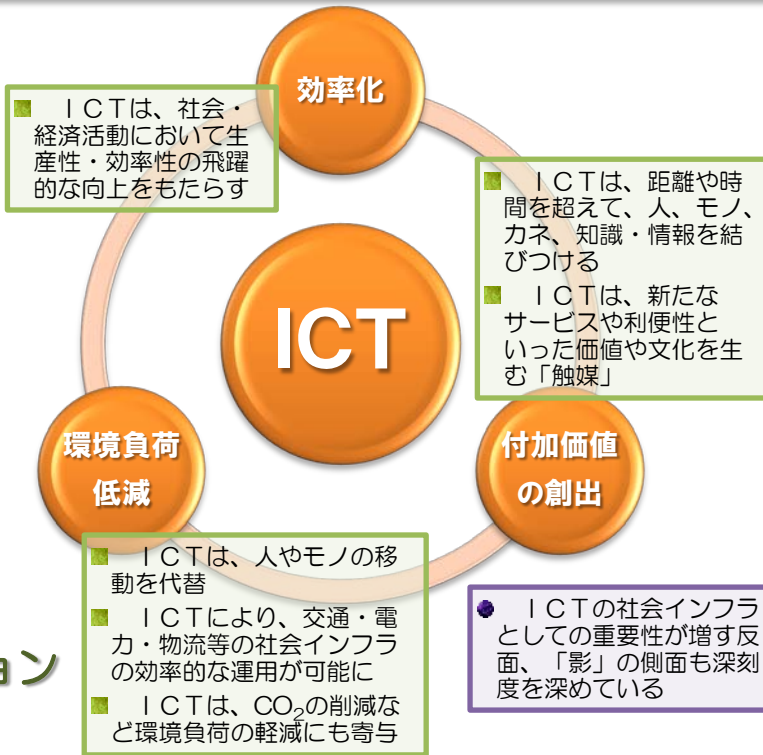 効率化
ＩＣＴは、社会・
経済活動において生
産性・効率性の飛躍
的な向上をもたらす
ＩＣＴは、距離や時
間を超えて、人、モノ、
カネ、知識・情報を結
びつける
ＩＣＴは、新たな
サービスや利便性と
いった価値や文化を生
む「触媒」
ICT
環境負荷
低減
付加価値
の創出
ＩＣＴは、人やモノの移
動を代替
ＩＣＴにより、交通・電
力・物流等の社会インフラ
の効率的な運用が可能に
ＩＣＴは、CO₂の削減な
ど環境負荷の軽減にも寄与
ョン
ＩＣＴの社会インフラ
としての重要性が増す反
面、「影」の側面も深刻
度を深めている